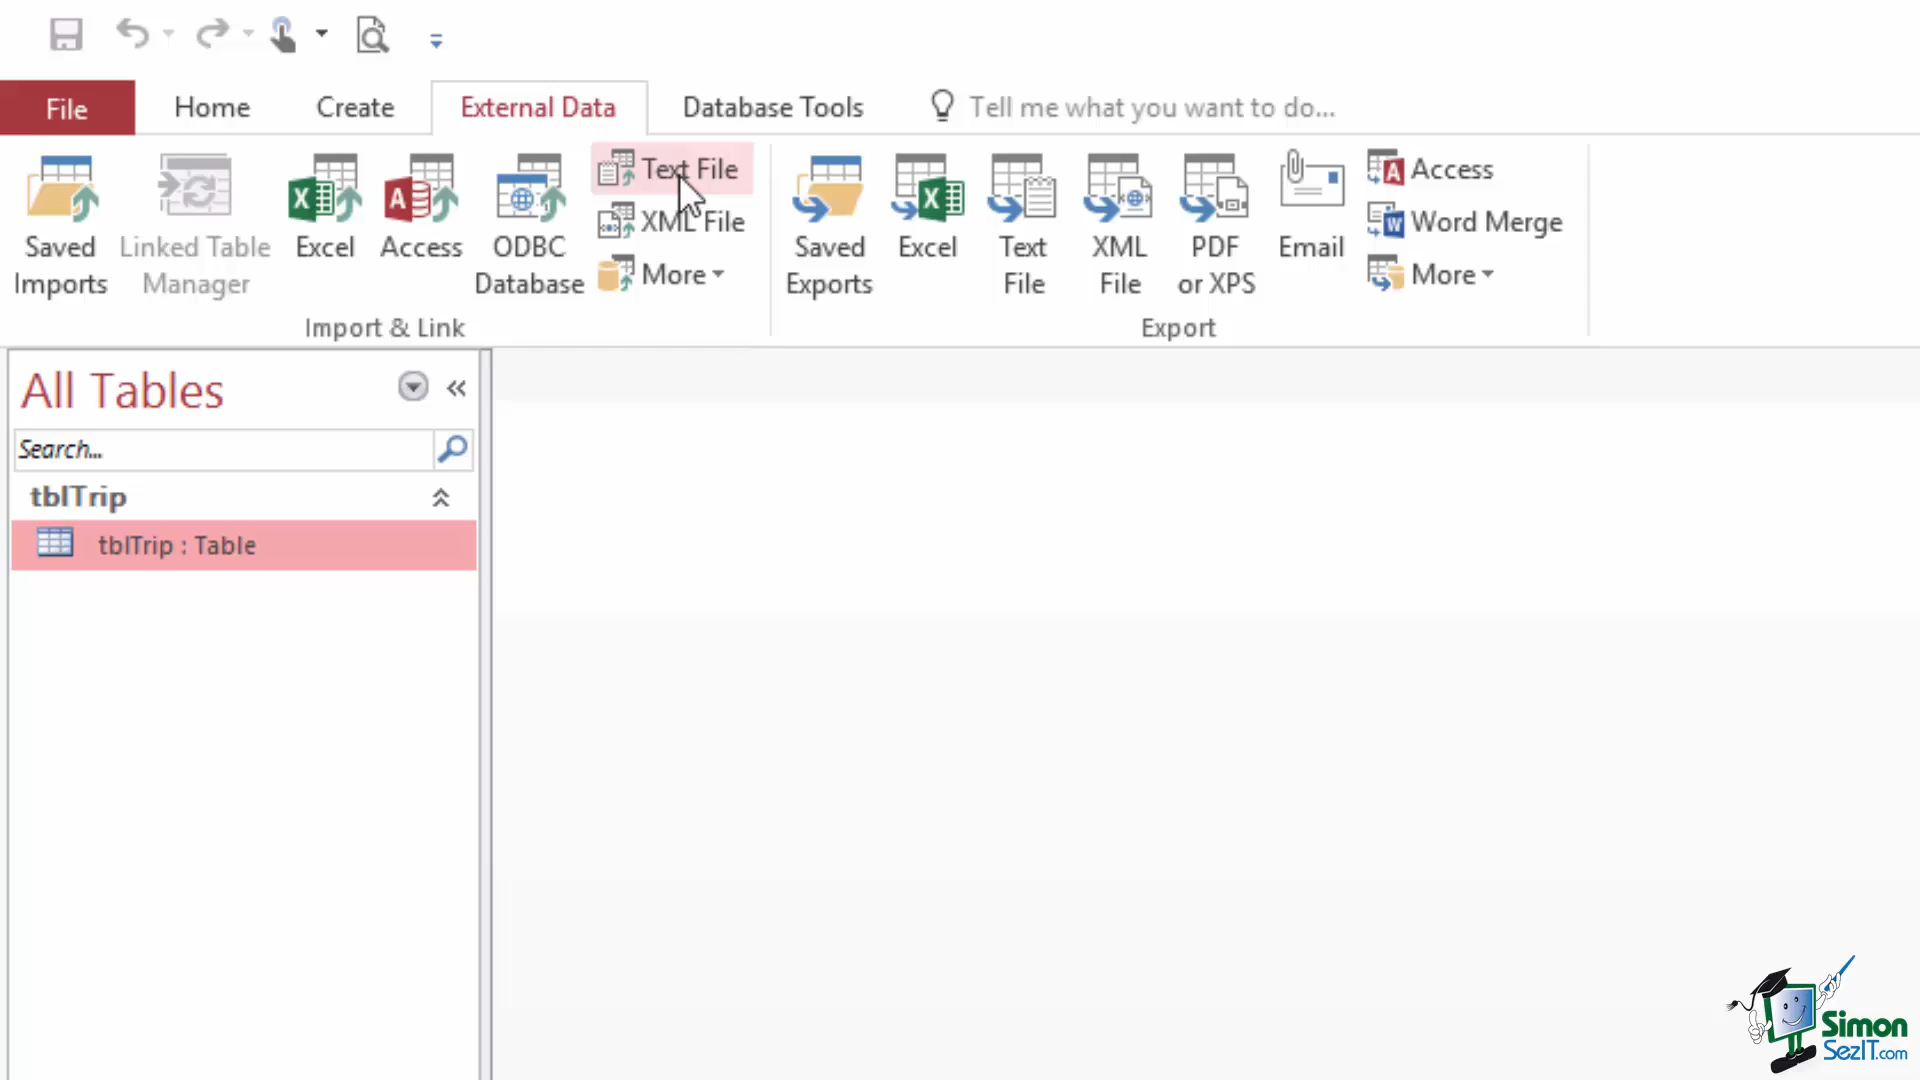 File
Home
Create
External Data
Database Tools
Tell me what you want to do...
Saved
Imports
Linked Table
Manager
Excel
Access
ODBC
Database
Text File
XML File
More
Import & Link
Saved
Exports
Excel
Text
File
XML
File
PDF
or XPS
Email
Access
Word Merge
More
Export
All Tables
Search...
tblTrip
tblTrip : Table
Simon
SezIT.com